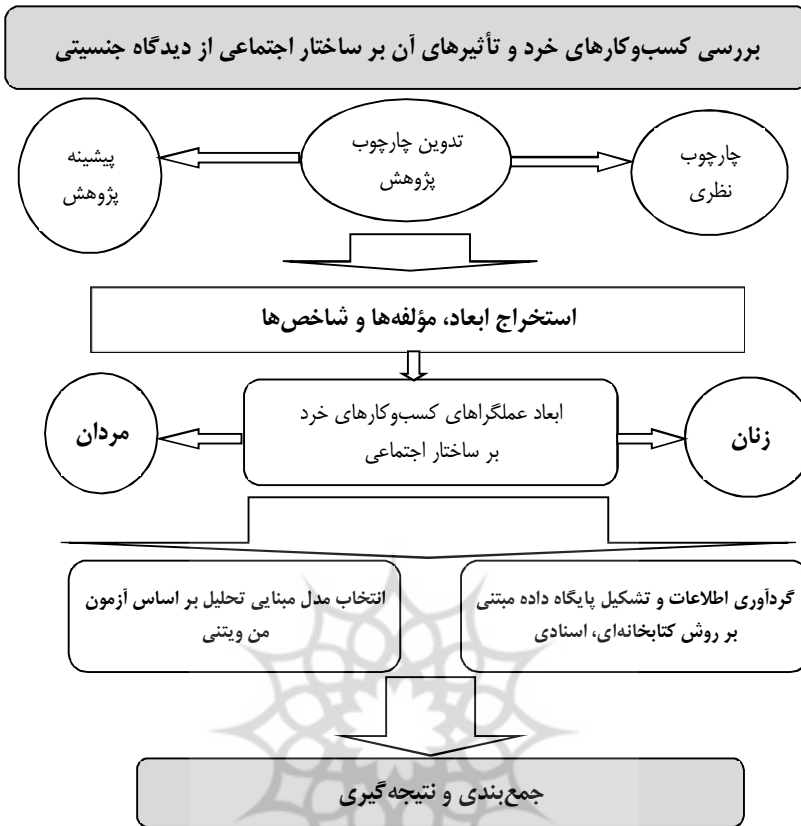 بررسی کسب‌وکارهای خرد و تأثیرهای آن بر ساختار اجتماعی از دیدگاه جنسیتی
چارچوب
نظری
تدوین چارچوب
پژوهش
پیشینه
پژوهش
استخراج ابعاد، مؤلفه‌ها و شاخص‌ها
زنان
ابعاد عملگراهای کسب‌وکارهای خرد
بر ساختار اجتماعی
مردان
گردآوری اطلاعات و تشکیل پایگاه داده مبتنی
بر روش کتابخانه‌ای، اسنادی
انتخاب مدل مبنایی تحلیل بر اساس آزمون
من ویتنی
جمع‌بندی و نتیجه‌گیری